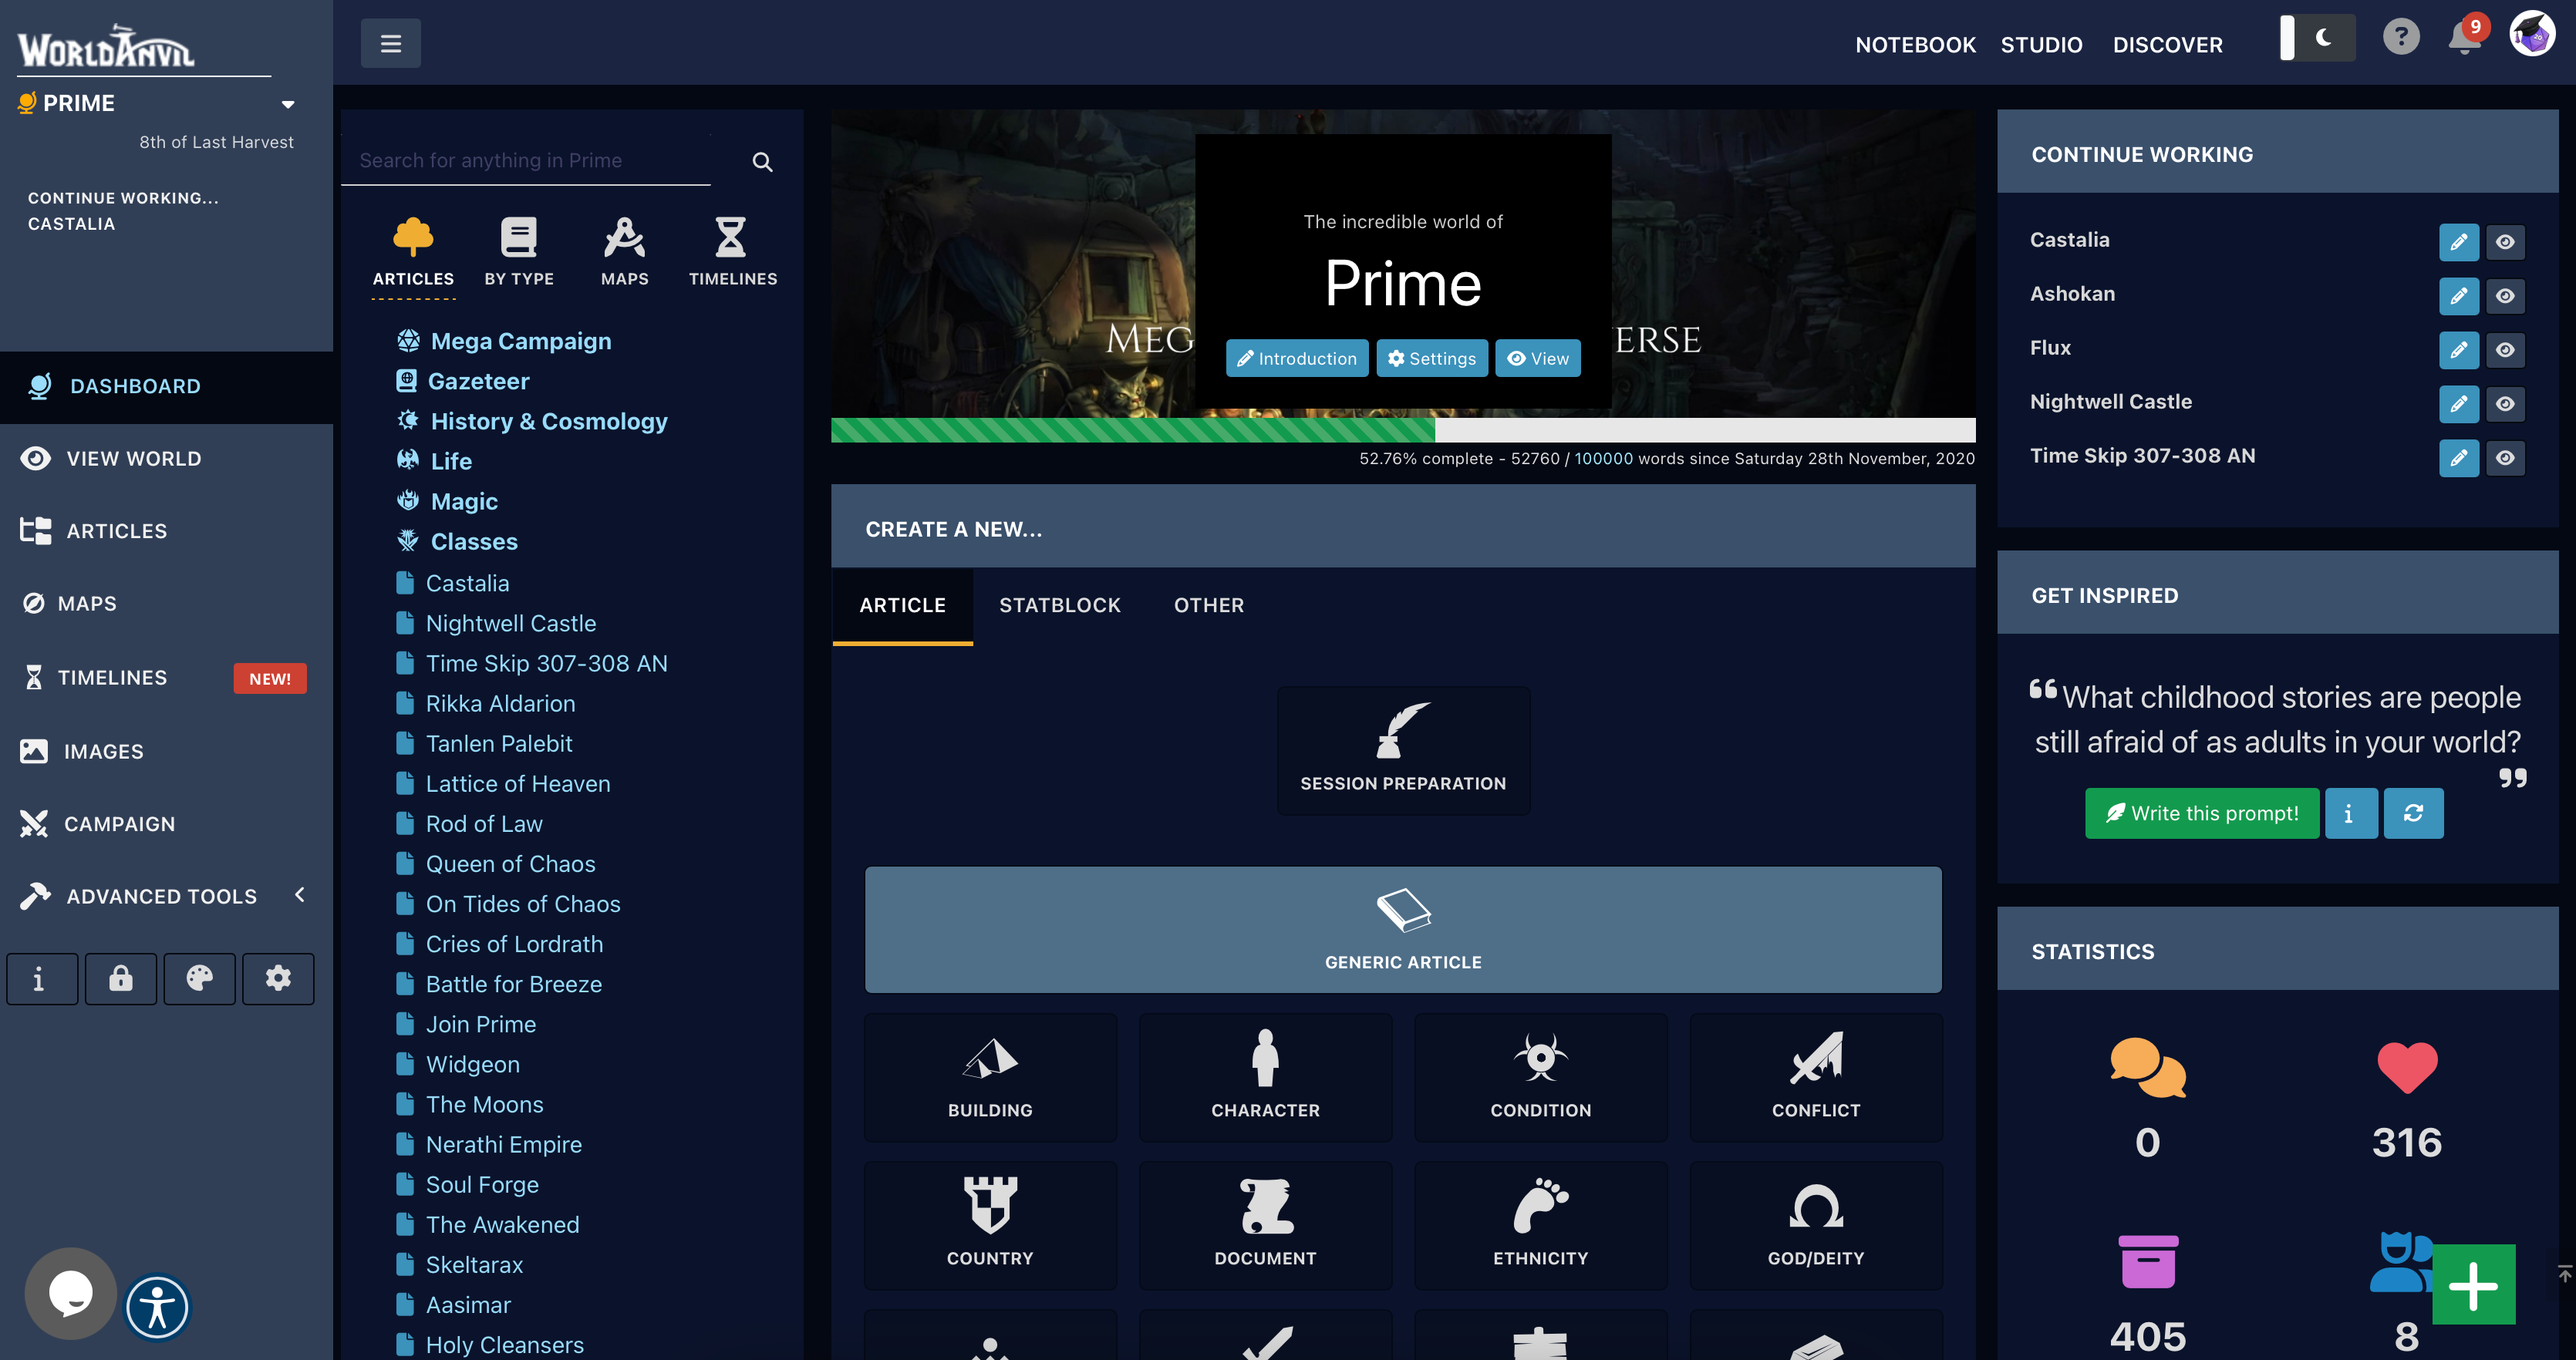 WORLDANVIL
PRIME
8th of Last Harvest
CONTINUE WORKING...
CASTALIA
DASHBOARD
VIEW WORLD
ARTICLES
MAPS
TIMELINES
NEW!
IMAGES
CAMPAIGN
ADVANCED TOOLS
NOTEBOOK
STUDIO
DISCOVER
?
9
Search for anything in Prime
ARTICLES
BY TYPE
MAPS
TIMELINES
Mega Campaign
Gazeteer
History & Cosmology
Life
Magic
Classes
Castalia
Nightwell Castle
Time Skip 307-308 AN
Rikka Aldarion
Tanlen Palebit
Lattice of Heaven
Rod of Law
Queen of Chaos
On Tides of Chaos
Cries of Lordrath
Battle for Breeze
Join Prime
Widgeon
The Moons
Nerathi Empire
Soul Forge
The Awakened
Skeltarax
Aasimar
Holy Cleansers
The incredible world of
Prime
MEG
ERSE
Introduction
Settings
View
52.76% complete - 52760 / 100000 words since Saturday 28th November, 2020
CREATE A NEW...
ARTICLE
STATBLOCK
OTHER
SESSION PREPARATION
GENERIC ARTICLE
BUILDING
CHARACTER
CONDITION
CONFLICT
COUNTRY
DOCUMENT
ETHNICITY
GOD/DEITY
CONTINUE WORKING
Castalia
Ashokan
Flux
Nightwell Castle
Time Skip 307-308 AN
GET INSPIRED
“What childhood stories are people
still afraid of as adults in your world?
”
Write this prompt!
STATISTICS
0
316
405
8